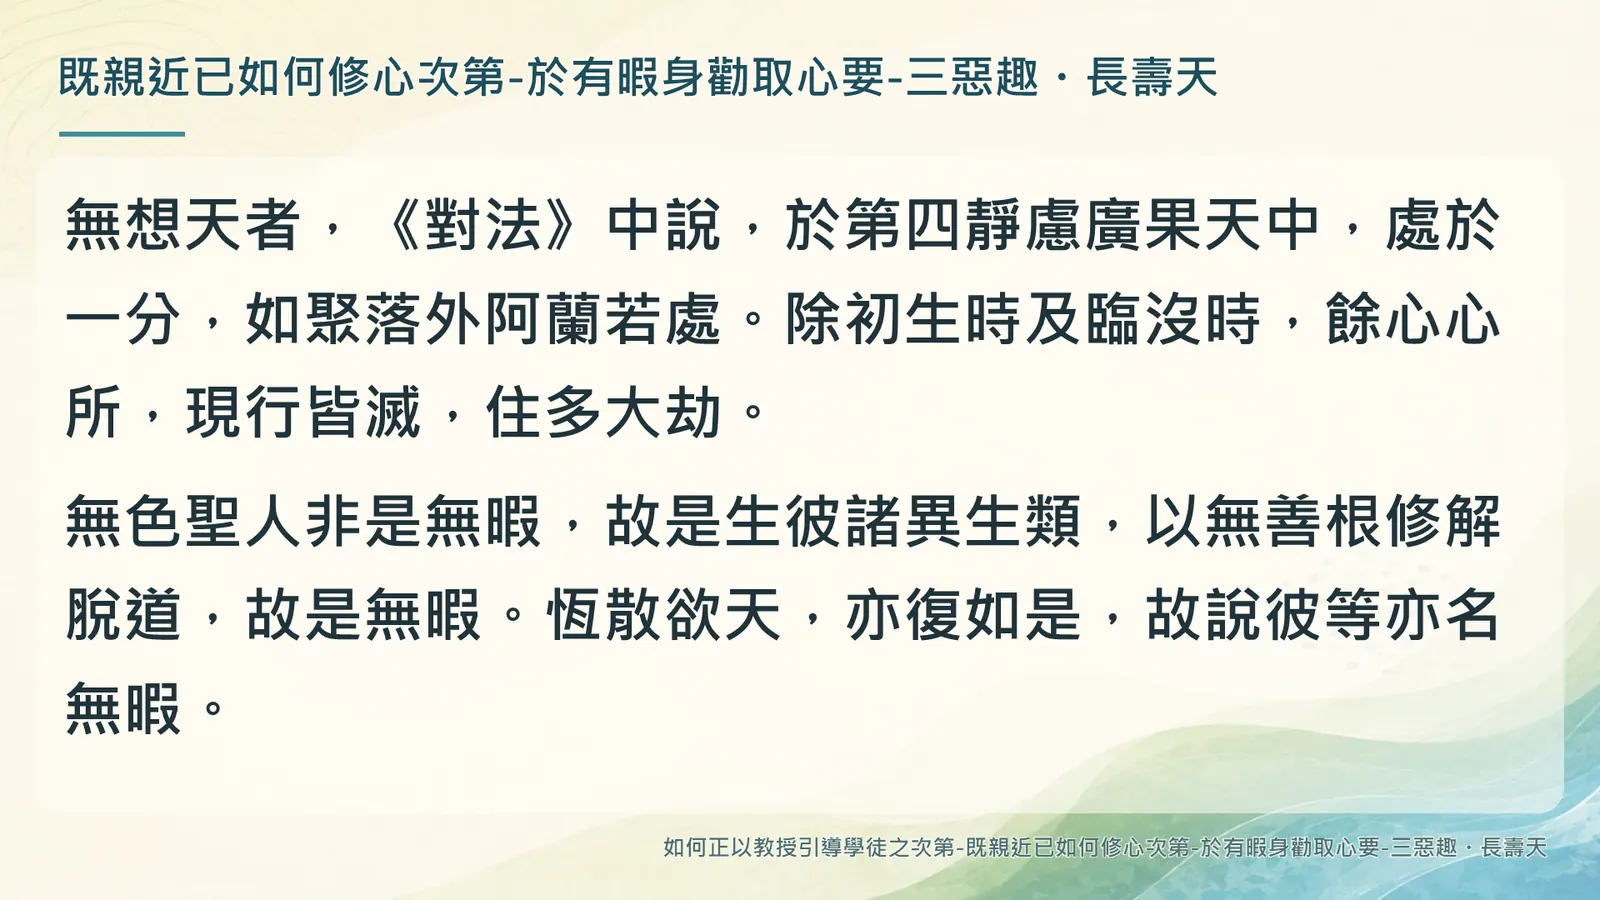 既親近已如何修心次第-於有暇身勸取心要-三惡趣・長壽天
無想天者，《對法》中說，於第四靜慮廣果天中，處於
一分，如聚落外阿蘭若處。除初生時及臨沒時，餘心心
所，現行皆滅，住多大劫。
無色聖人非是無暇，故是生彼諸異生類，以無善根修解
脫道，故是無暇。恆散欲天，亦復如是，故說彼等亦名
無暇。
如何正以教授引導學徒之次第-既親近已如何修心次第-於有暇身勸取心要-三惡趣・長壽天